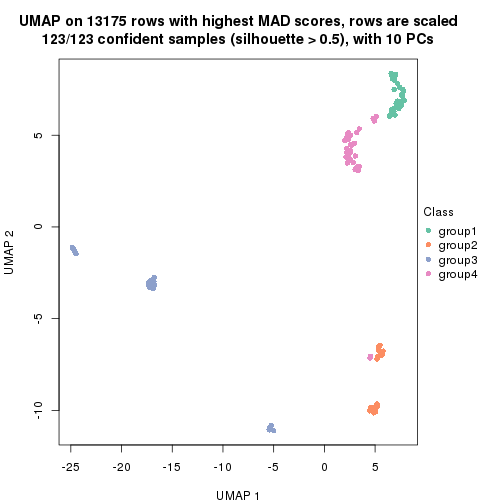 UMAP on 13175 rows with highest MAD scores, rows are scaled
123/123 confident samples (silhouette > 0.5), with 10 PCs
5
0
-5
-10
UMAP 2
-25
-20
-15
-10
-5
0
5
UMAP 1
Class
group1
group2
group3
group4